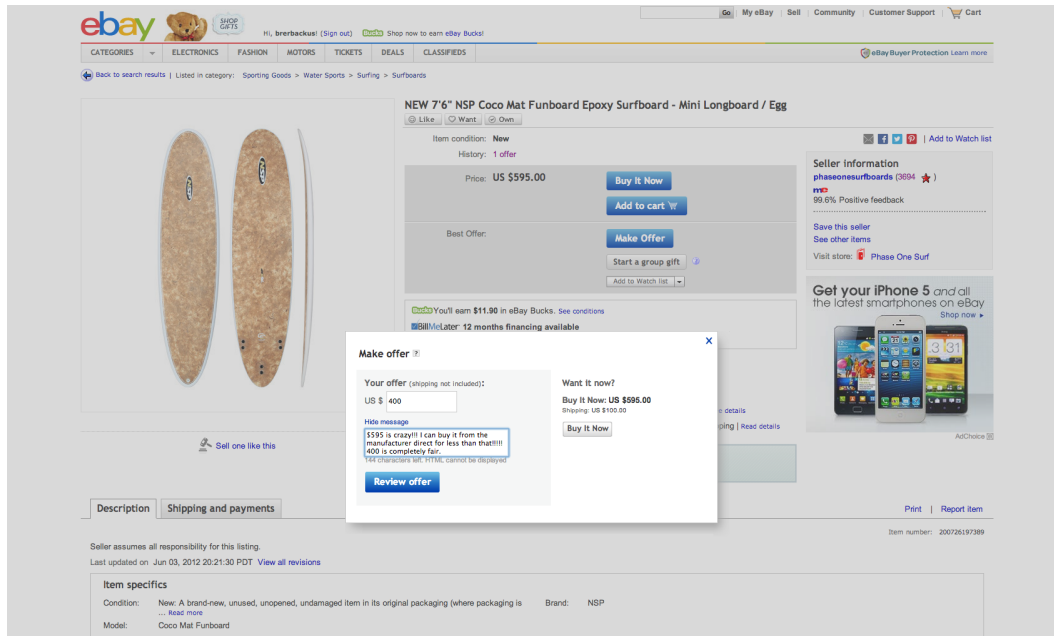 ebay
SHOP GIFTS
Hi, brerbackus! (Sign out) Bucks Shop now to earn eBay Bucks!
Go | My eBay | Sell | Community | Customer Support | Cart
CATEGORIES ELECTRONICS FASHION MOTORS TICKETS DEALS CLASSIFIEDS
eBay Buyer Protection Learn more
Back to search results | Listed in category: Sporting Goods > Water Sports > Surfing > Surfboards
NEW 7'6" NSP Coco Mat Funboard Epoxy Surfboard - Mini Longboard / Egg
Like Want Own
Item condition: New
History: 1 offer
Price: US $595.00
Buy It Now
Add to cart
Best Offer:
Make Offer
Start a group gift
Add to Watch list
Bucks You'll earn $11.90 in eBay Bucks. See conditions
BillMeLater 12 months financing available
| Add to Watch list
Seller information
phaseonesurfboards (3694 )
me
99.6% Positive feedback
Save this seller
See other items
Visit store: Phase One Surf
Get your iPhone 5 and all
the latest smartphones on eBay
Shop now
AdChoice
Sell one like this
Make offer ?
x
Your offer (shipping not included):
US $ 400
Hide message
$595 is crazy!!! I can buy it from the
manufacturer direct for less than that!!!!!
400 is completely fair.
144 characters left. HTML cannot be displayed
Review offer
Want it now?
Buy It Now: US $595.00
Shipping: US $100.00
Buy It Now
details
| Read details
Description Shipping and payments
Print | Report item
Item number: 200726197389
Seller assumes all responsibility for this listing.
Last updated on Jun 03, 2012 20:21:30 PDT View all revisions
Item specifics
Condition: New: A brand-new, unused, unopened, undamaged item in its original packaging (where packaging is
... Read more
Brand: NSP
Model: Coco Mat Funboard